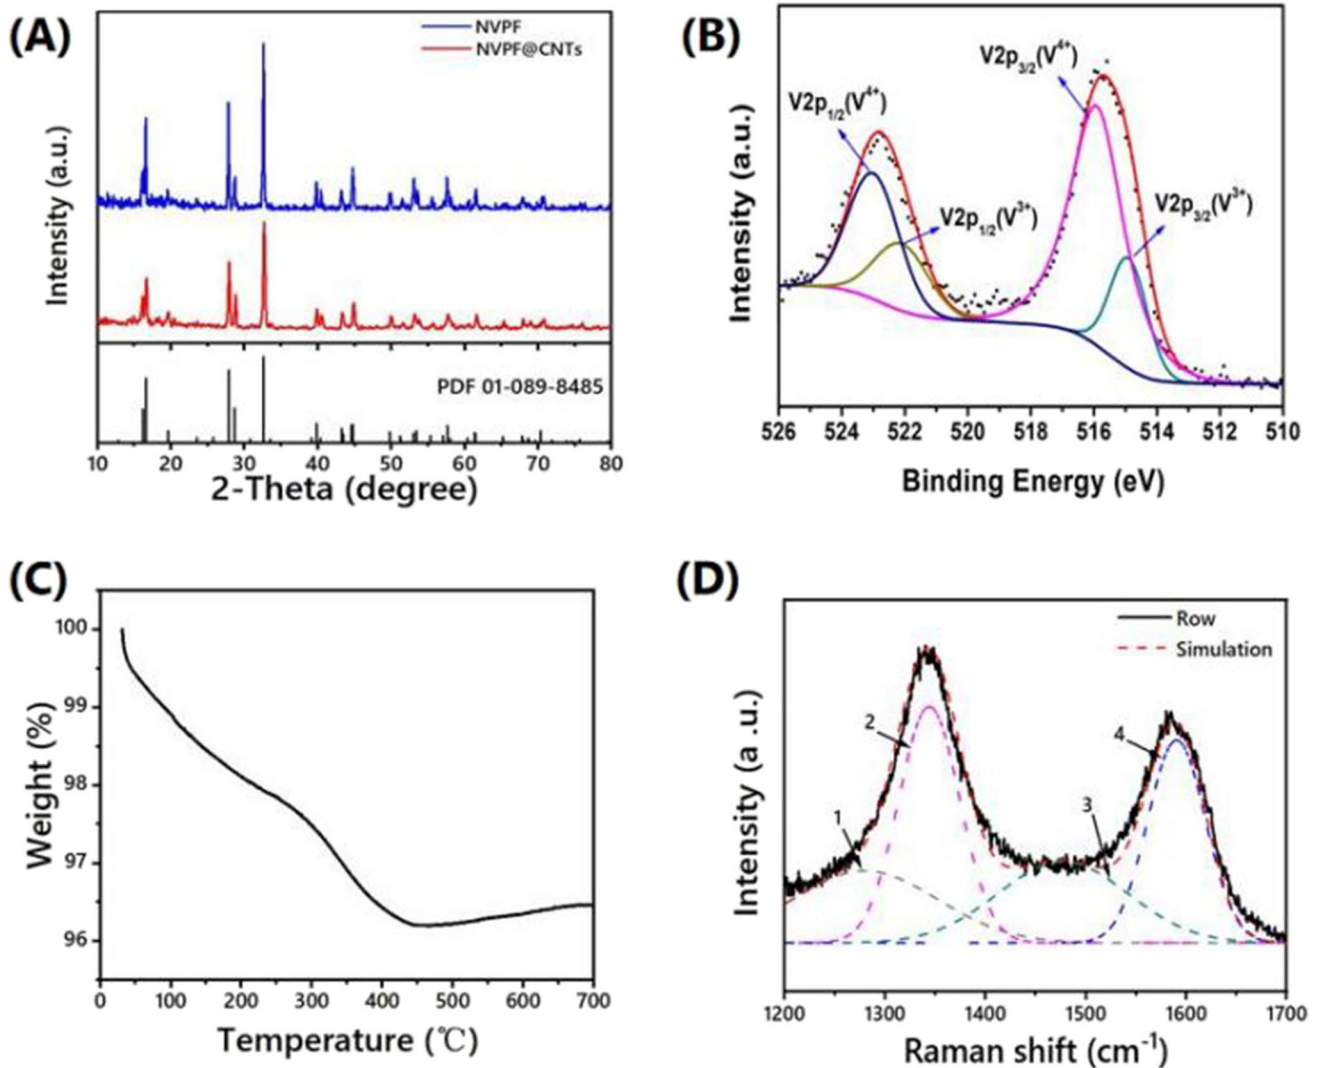 (A)
NVPF
NVPF@CNTs
Intensity (a.u.)
PDF 01-089-8485
10 20 30 40 50 60 70 80
2-Theta (degree)
(B)
V2p3/2(V4+)
V2p1/2(V4+)
V2p1/2(V3+)
V2p3/2(V3+)
Intensity (a.u.)
526 524 522 520 518 516 514 512 510
Binding Energy (eV)
(C)
100
99
98
97
96
Weight (%)
0 100 200 300 400 500 600 700
Temperature (℃)
(D)
Row
Simulation
2
4
1
3
Intensity (a .u.)
1200 1300 1400 1500 1600 1700
Raman shift (cm-1)